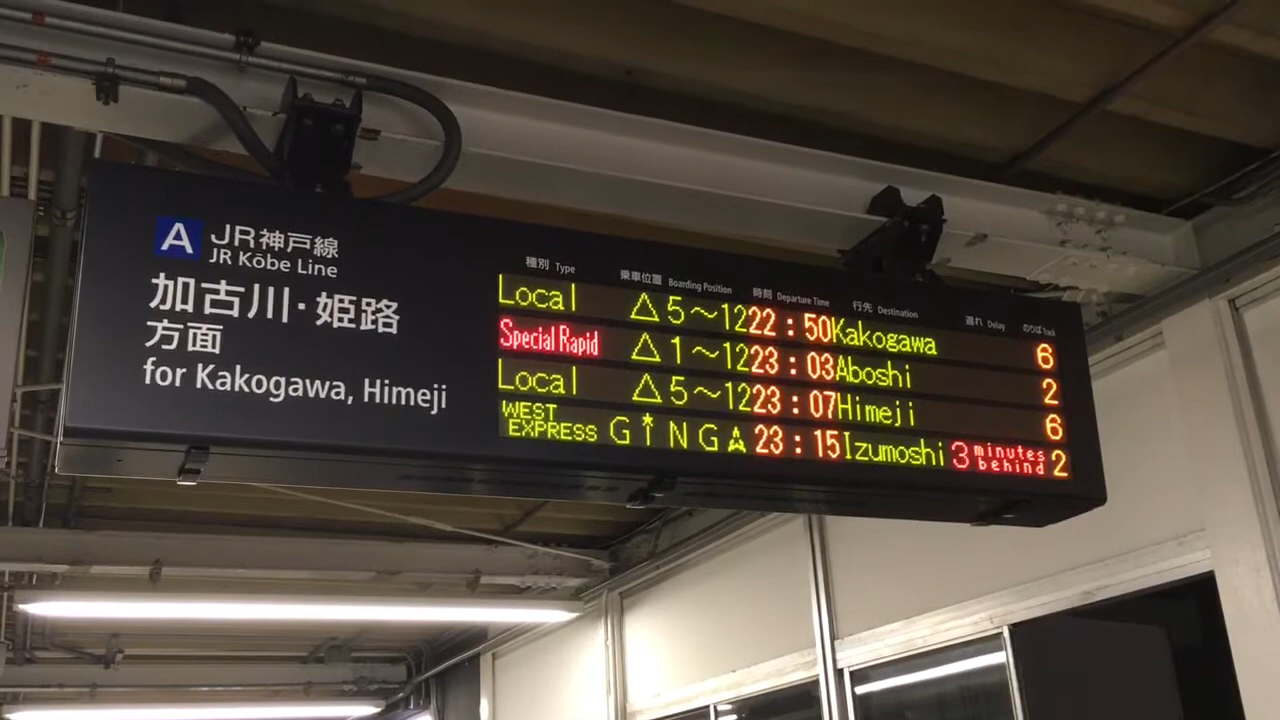 A JR神戸線
JR Kōbe Line
加古川・姫路
方面
for Kakogawa, Himeji
種別 Type 乗車位置 Boarding Position 時刻 Departure Time 行先 Destination 遅れ Delay のりば Track
Local △ 5～12 22:50 Kakogawa 6
Special Rapid △ 1～12 23:03 Aboshi 2
Local △ 5～12 23:07 Himeji 6
WEST EXPRESS GINGA 23:15 Izumoshi 3 minutes behind 2